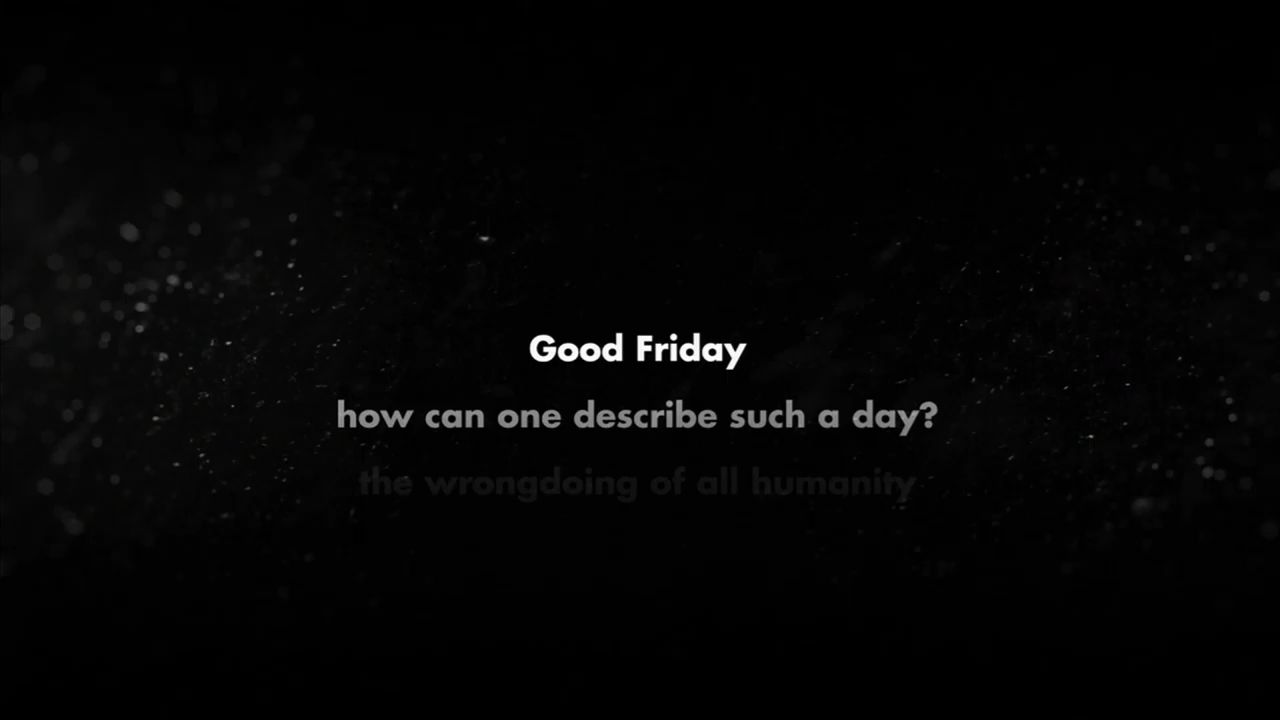 Good Friday
how can one describe such a day?
the wrongdoing of all humanity